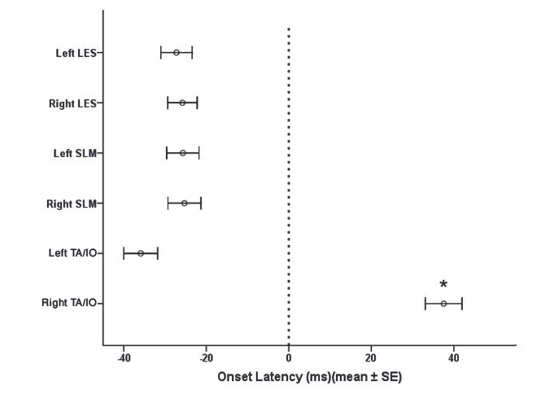 Left LES
Right LES
Left SLM
Right SLM
Left TA/IO
Right TA/IO
*
-40 -20 0 20 40
Onset Latency (ms)(mean ± SE)